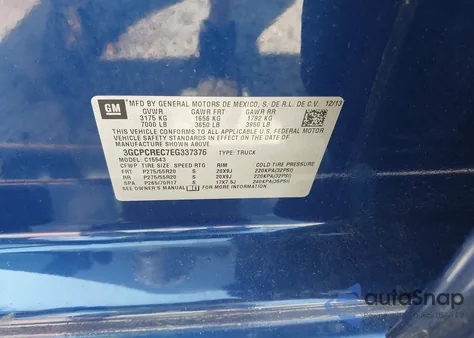 GM
MFD BY GENERAL MOTORS DE MEXICO, S. DE R.L. DE C.V. 12/13
GVWR GAWR FRT GAWR RR
3175 KG 1656 KG 1792 KG
7000 LB 3650 LB 3950 LB
THIS VEHICLE CONFORMS TO ALL APPLICABLE U.S. FEDERAL MOTOR
VEHICLE SAFETY STANDARDS IN EFFECT ON THE DATE OF
MANUFACTURE SHOWN ABOVE.
3GCPCREC7EG337376 TYPE: TRUCK
MODEL: C15543
CFWP TIRE SIZE SPEED RTG RIM COLD TIRE PRESSURE
FRT P275/55R20 S 20X9J 220KPA(32PSI)
RR P275/55R20 S 20X9J 220KPA(32PSI)
SPA P265/70R17 S 17X7.5J 240KPA(35PSI)
SEE OWNER'S MANUAL FOR MORE INFORMATION.
autoSnap